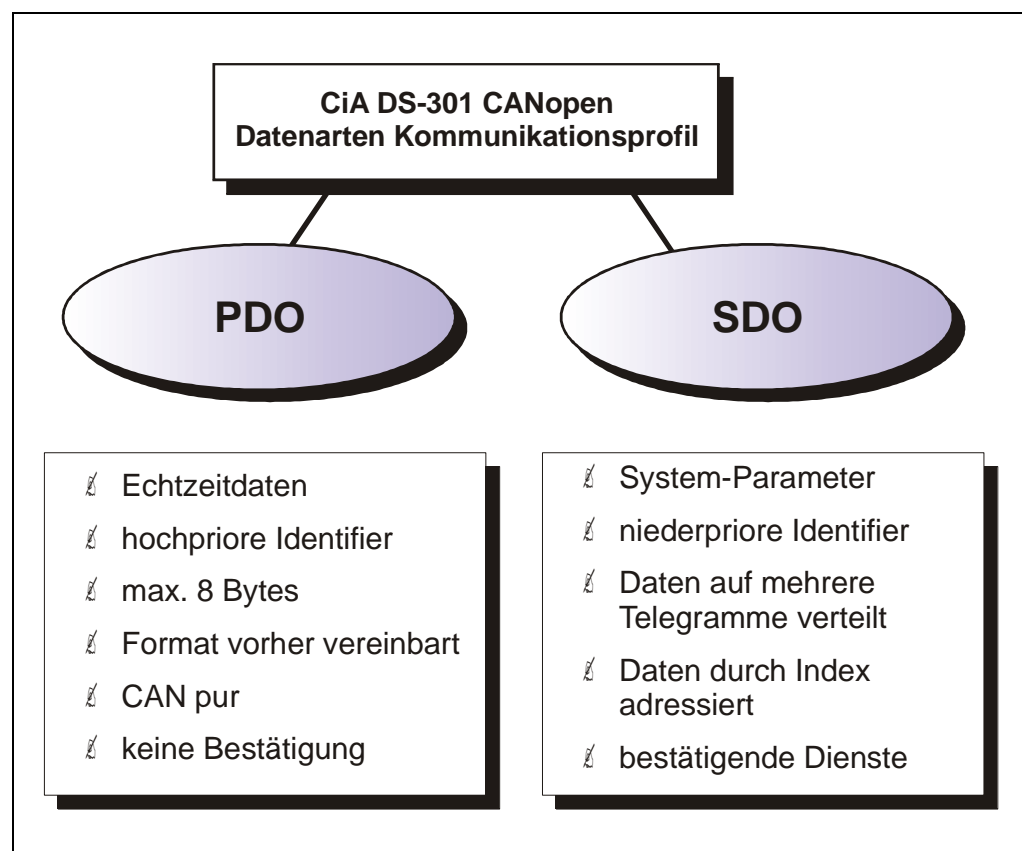 CiA DS-301 CANopen
Datenarten Kommunikationsprofil
PDO
Echtzeitdaten
hochpriore Identifier
max. 8 Bytes
Format vorher vereinbart
CAN pur
keine Bestätigung
SDO
System-Parameter
niederpriore Identifier
Daten auf mehrere
Telegramme verteilt
Daten durch Index
adressiert
bestätigende Dienste